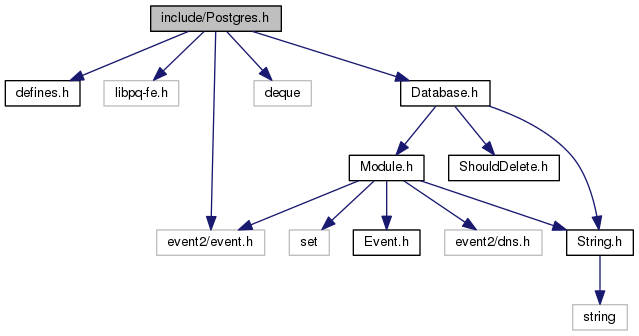 include/Postgres.h
defines.h
libpq-fe.h
deque
Database.h
Module.h
ShouldDelete.h
event2/event.h
set
Event.h
event2/dns.h
String.h
string